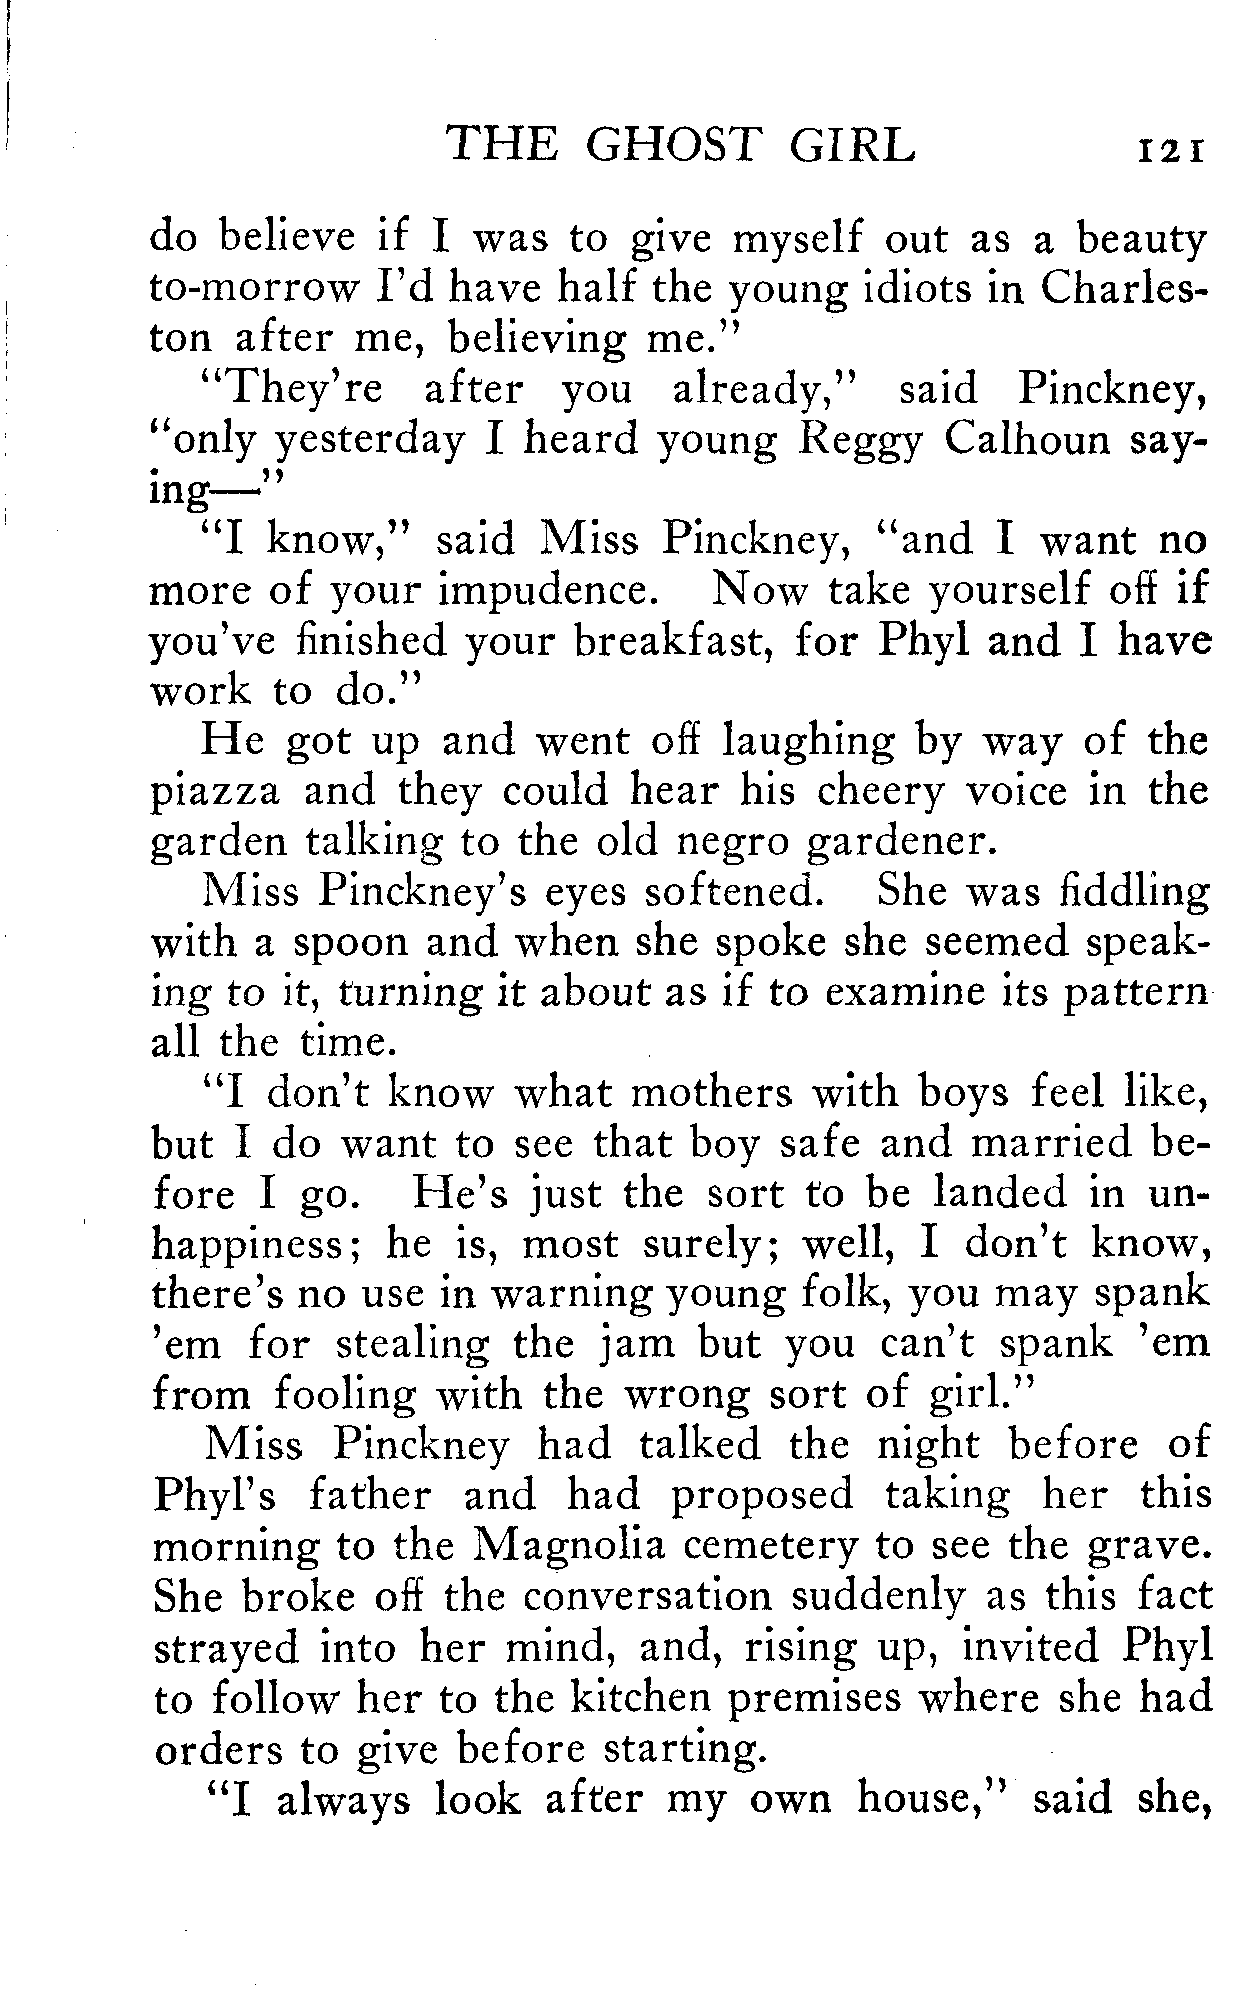 THE GHOST GIRL 121
do believe if I was to give myself out as a beauty
to-morrow I'd have half the young idiots in Charles-
ton after me, believing me."
"They're after you already," said Pinckney,
"only yesterday I heard young Reggy Calhoun say-
ing—"
"I know," said Miss Pinckney, "and I want no
more of your impudence. Now take yourself off if
you've finished your breakfast, for Phyl and I have
work to do."
He got up and went off laughing by way of the
piazza and they could hear his cheery voice in the
garden talking to the old negro gardener.
Miss Pinckney's eyes softened. She was fiddling
with a spoon and when she spoke she seemed speak-
ing to it, turning it about as if to examine its pattern
all the time.
"I don't know what mothers with boys feel like,
but I do want to see that boy safe and married be-
fore I go. He's just the sort to be landed in un-
happiness; he is, most surely; well, I don't know,
there's no use in warning young folk, you may spank
'em for stealing the jam but you can't spank 'em
from fooling with the wrong sort of girl."
Miss Pinckney had talked the night before of
Phyl's father and had proposed taking her this
morning to the Magnolia cemetery to see the grave.
She broke off the conversation suddenly as this fact
strayed into her mind, and, rising up, invited Phyl
to follow her to the kitchen premises where she had
orders to give before starting.
"I always look after my own house," said she,